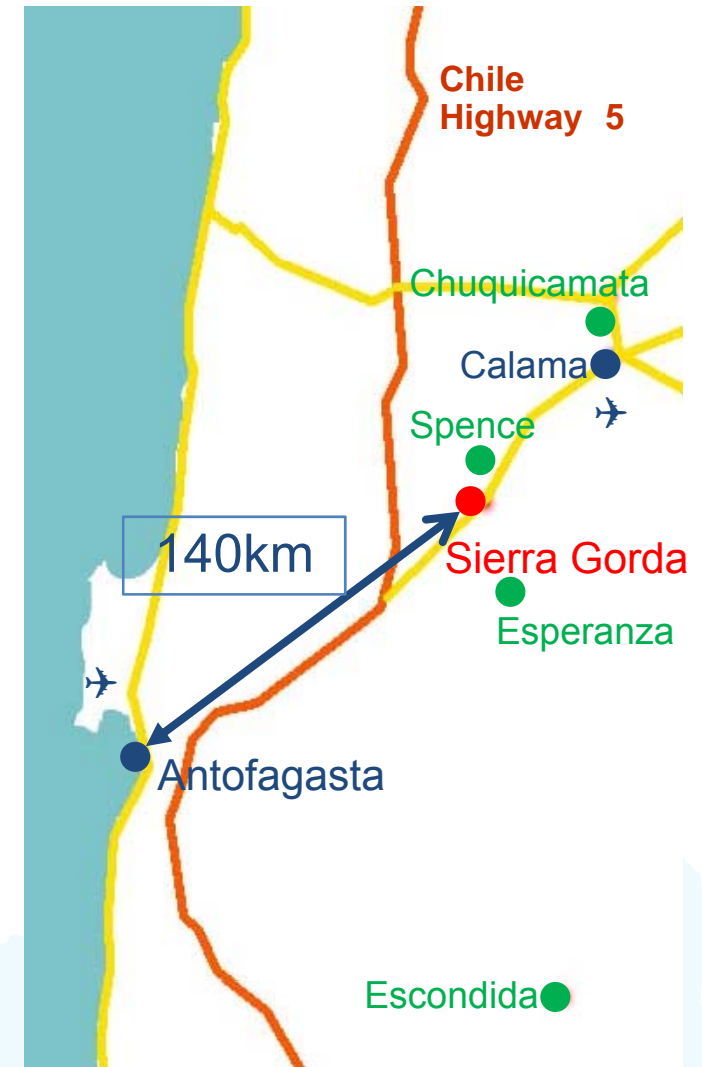 Chile
Highway 5
Chuquicamata
Calama
Spence
140km
Sierra Gorda
Esperanza
Antofagasta
Escondida